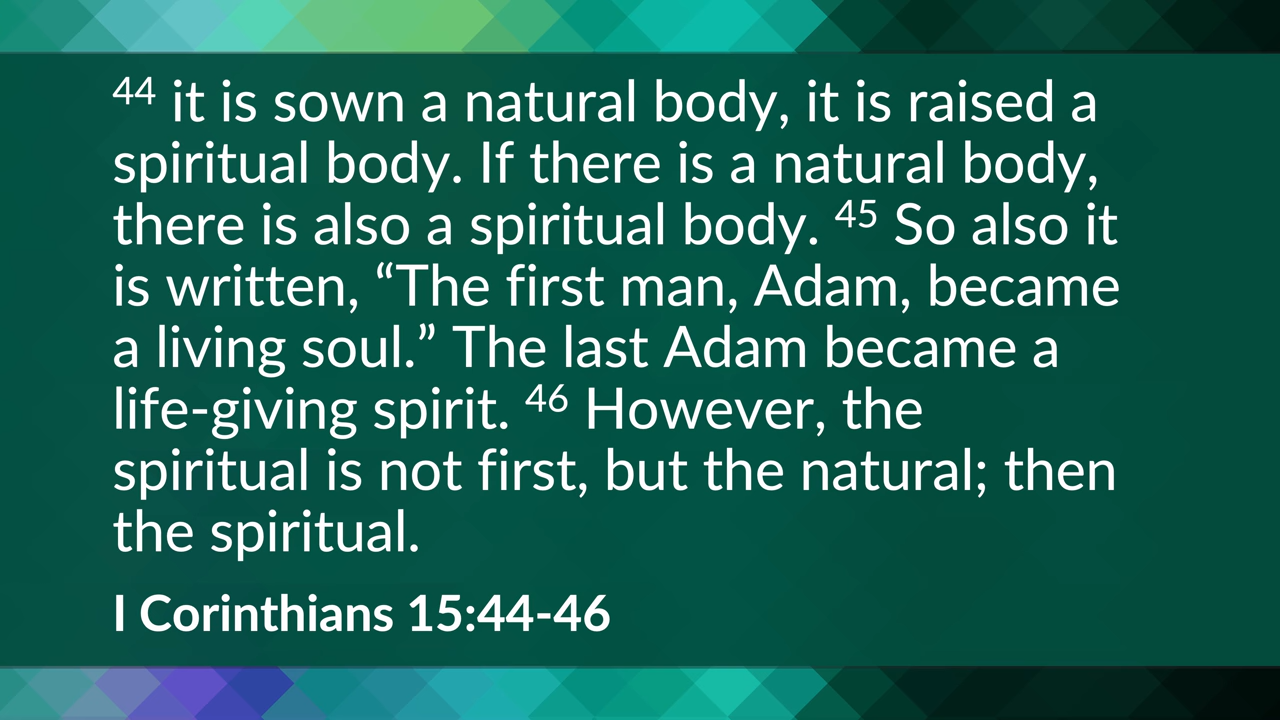 44 it is sown a natural body, it is raised a
spiritual body. If there is a natural body,
there is also a spiritual body. 45 So also it
is written, “The first man, Adam, became
a living soul.” The last Adam became a
life-giving spirit. 46 However, the
spiritual is not first, but the natural; then
the spiritual.
I Corinthians 15:44-46